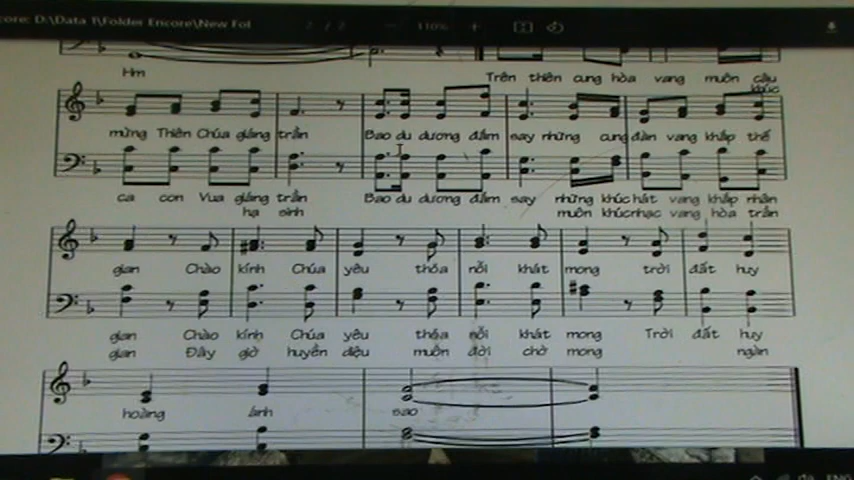 core: D:\Data 1\Folder Encore\New Fol
110%
Hm
Trên thiên cung hòa vang muôn câu
khúc
mừng Thiên Chúa giáng trần Bao du dương đầm say những cung đàn vang khắp thế
ca con Vua giáng trần Bao du dương đầm say những khúc hát vang khắp nhân
hạ sinh muôn khúc nhạc vang hòa trần
gian Chào kính Chúa yêu thỏa nỗi khát mong trời đất huy
gian Chào kính Chúa yêu thỏa nỗi khát mong Trời đất huy
gian Đây giờ huyền diệu muôn đời chờ mong ngàn
hoàng ánh sao
ENG